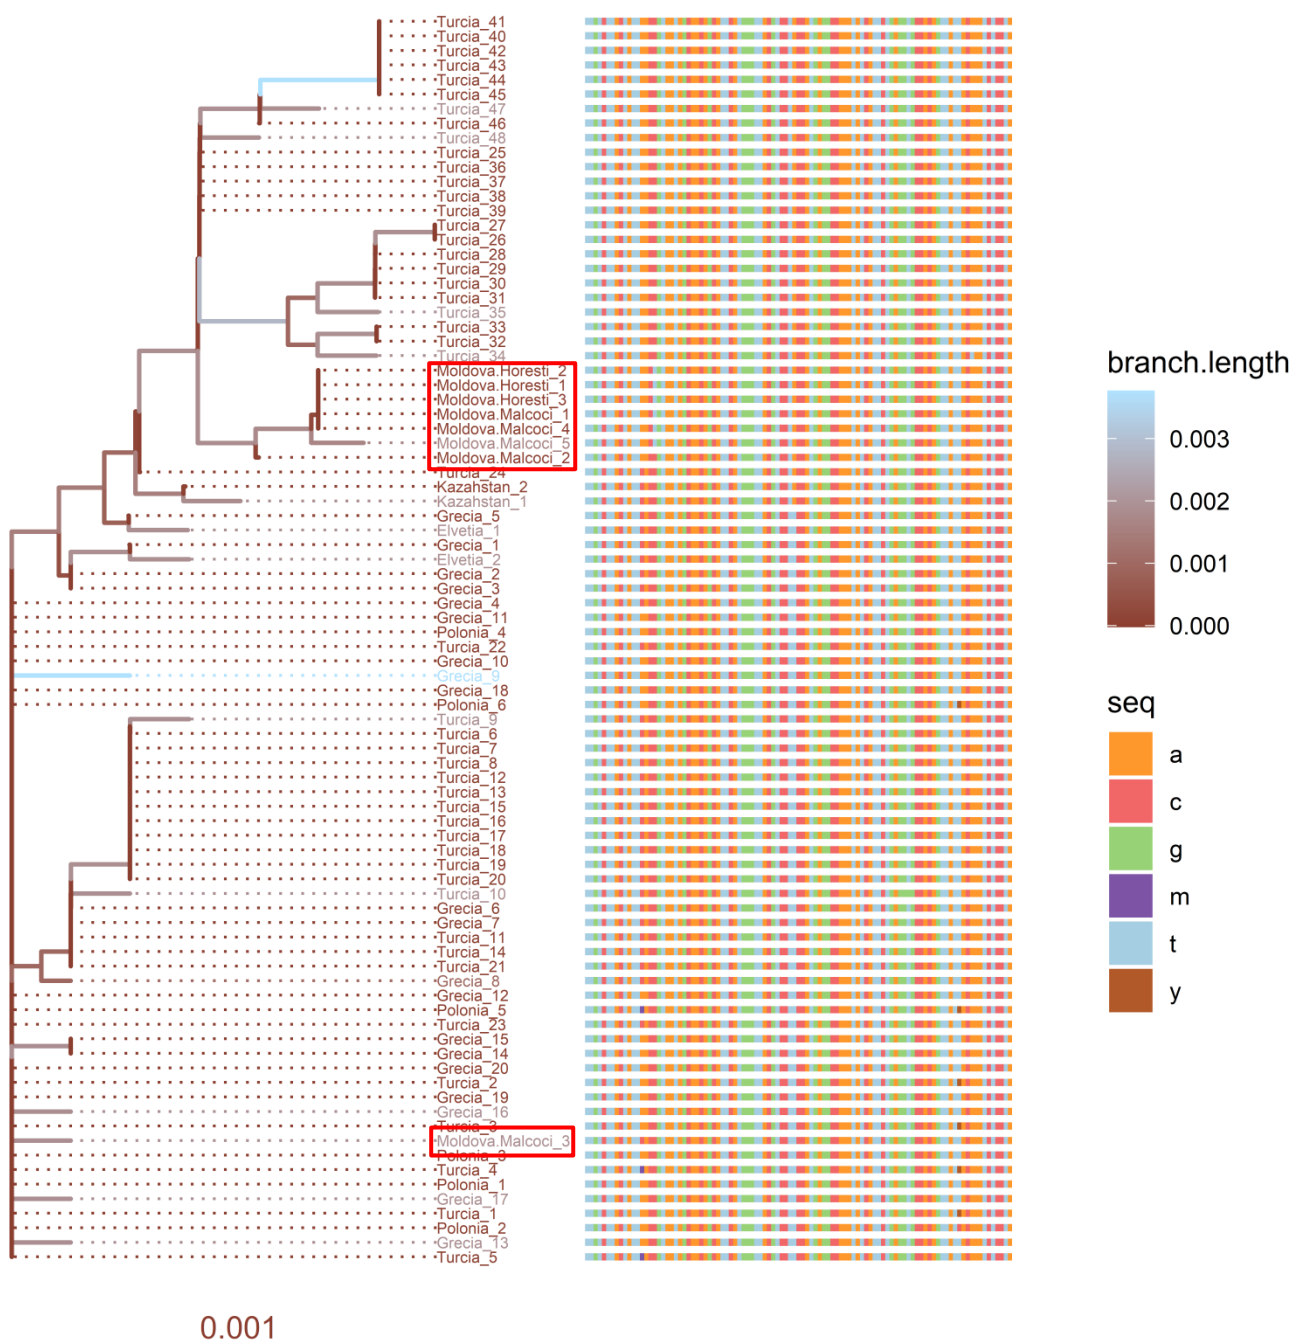 Turcia_41
Turcia_40
Turcia_42
Turcia_43
Turcia_44
Turcia_45
Turcia_47
Turcia_46
Turcia_48
Turcia_25
Turcia_36
Turcia_37
Turcia_38
Turcia_39
Turcia_27
Turcia_26
Turcia_28
Turcia_29
Turcia_30
Turcia_31
Turcia_35
Turcia_33
Turcia_32
Turcia_34
Moldova.Horesti_2
Moldova.Horesti_1
Moldova.Horesti_3
Moldova.Malcoci_1
Moldova.Malcoci_4
Moldova.Malcoci_5
Moldova.Malcoci_2
Turcia_24
Kazahstan_2
Kazahstan_1
Grecia_5
Elvetia_1
Grecia_1
Elvetia_2
Grecia_2
Grecia_3
Grecia_4
Grecia_11
Polonia_4
Turcia_22
Grecia_10
Grecia_9
Grecia_18
Polonia_6
Turcia_9
Turcia_6
Turcia_7
Turcia_8
Turcia_12
Turcia_13
Turcia_15
Turcia_16
Turcia_17
Turcia_18
Turcia_19
Turcia_20
Turcia_10
Grecia_6
Grecia_7
Turcia_11
Turcia_14
Turcia_21
Grecia_8
Grecia_12
Polonia_5
Turcia_23
Grecia_15
Grecia_14
Grecia_20
Turcia_2
Grecia_19
Grecia_16
Turcia_3
Moldova.Malcoci_3
Polonia_3
Turcia_4
Polonia_1
Grecia_17
Turcia_1
Polonia_2
Grecia_13
Turcia_5
0.001
branch.length
0.003
0.002
0.001
0.000
seq
a
c
g
m
t
y